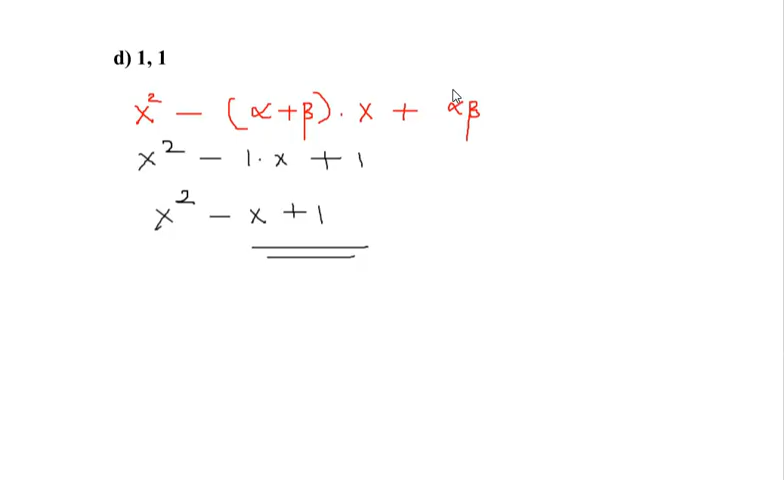 d) 1, 1
x² – (α+β). x + αβ
x² – 1. x + 1
x² – x + 1